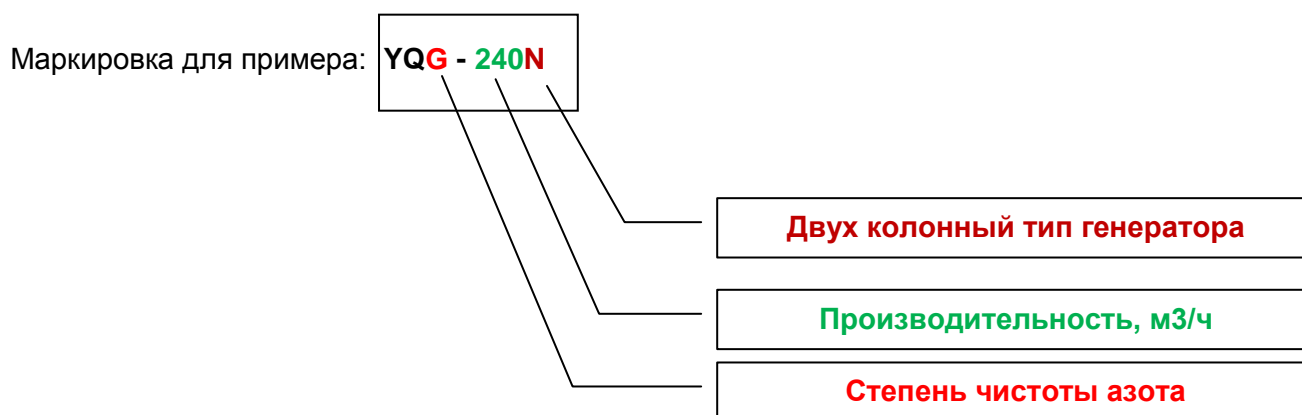 Маркировка для примера: YQG - 240N
Двух колонный тип генератора
Производительность, м3/ч
Степень чистоты азота